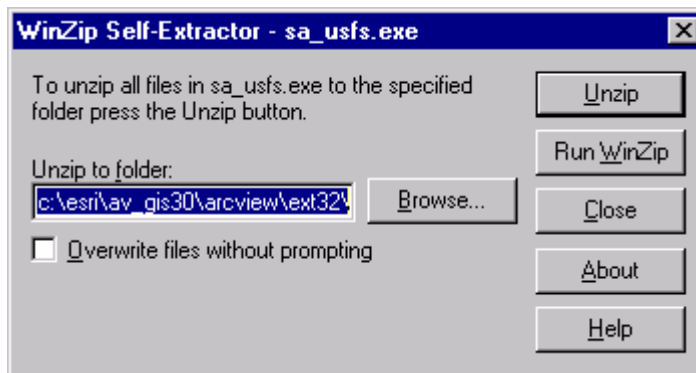 WinZip Self-Extractor - sa_usfs.exe
To unzip all files in sa_usfs.exe to the specified
folder press the Unzip button.
Unzip to folder:
c:\esri\av_gis30\arcview\ext32\
Browse...
Overwrite files without prompting
Unzip
Run WinZip
Close
About
Help